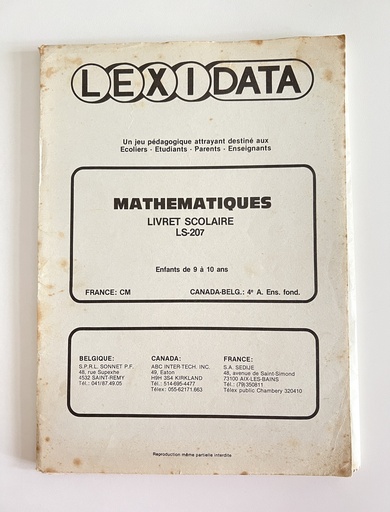 LEXIDATA
Un jeu pédagogique attrayant destiné aux
Ecoliers - Etudiants - Parents - Enseignants
MATHEMATIQUES
LIVRET SCOLAIRE
LS-207
Enfants de 9 à 10 ans
FRANCE: CM CANADA-BELG.: 4e A. Ens. fond.
BELGIQUE:
S.P.R.L. SONNET P.F.
48, rue Supexhe
4532 SAINT-REMY
Tél.: 041/87.49.05
CANADA:
ABC INTER-TECH. INC.
49, Eaton
H9H 3S4 KIRKLAND
Tél.: 514-695-4477
Télex: 055-62171.663
FRANCE:
S.A. SEDIJE
48, avenue de Saint-Simond
73100 AIX-LES-BAINS
Tél.: (79) 350811
Télex public Chambery 320410
Reproduction même partielle interdite